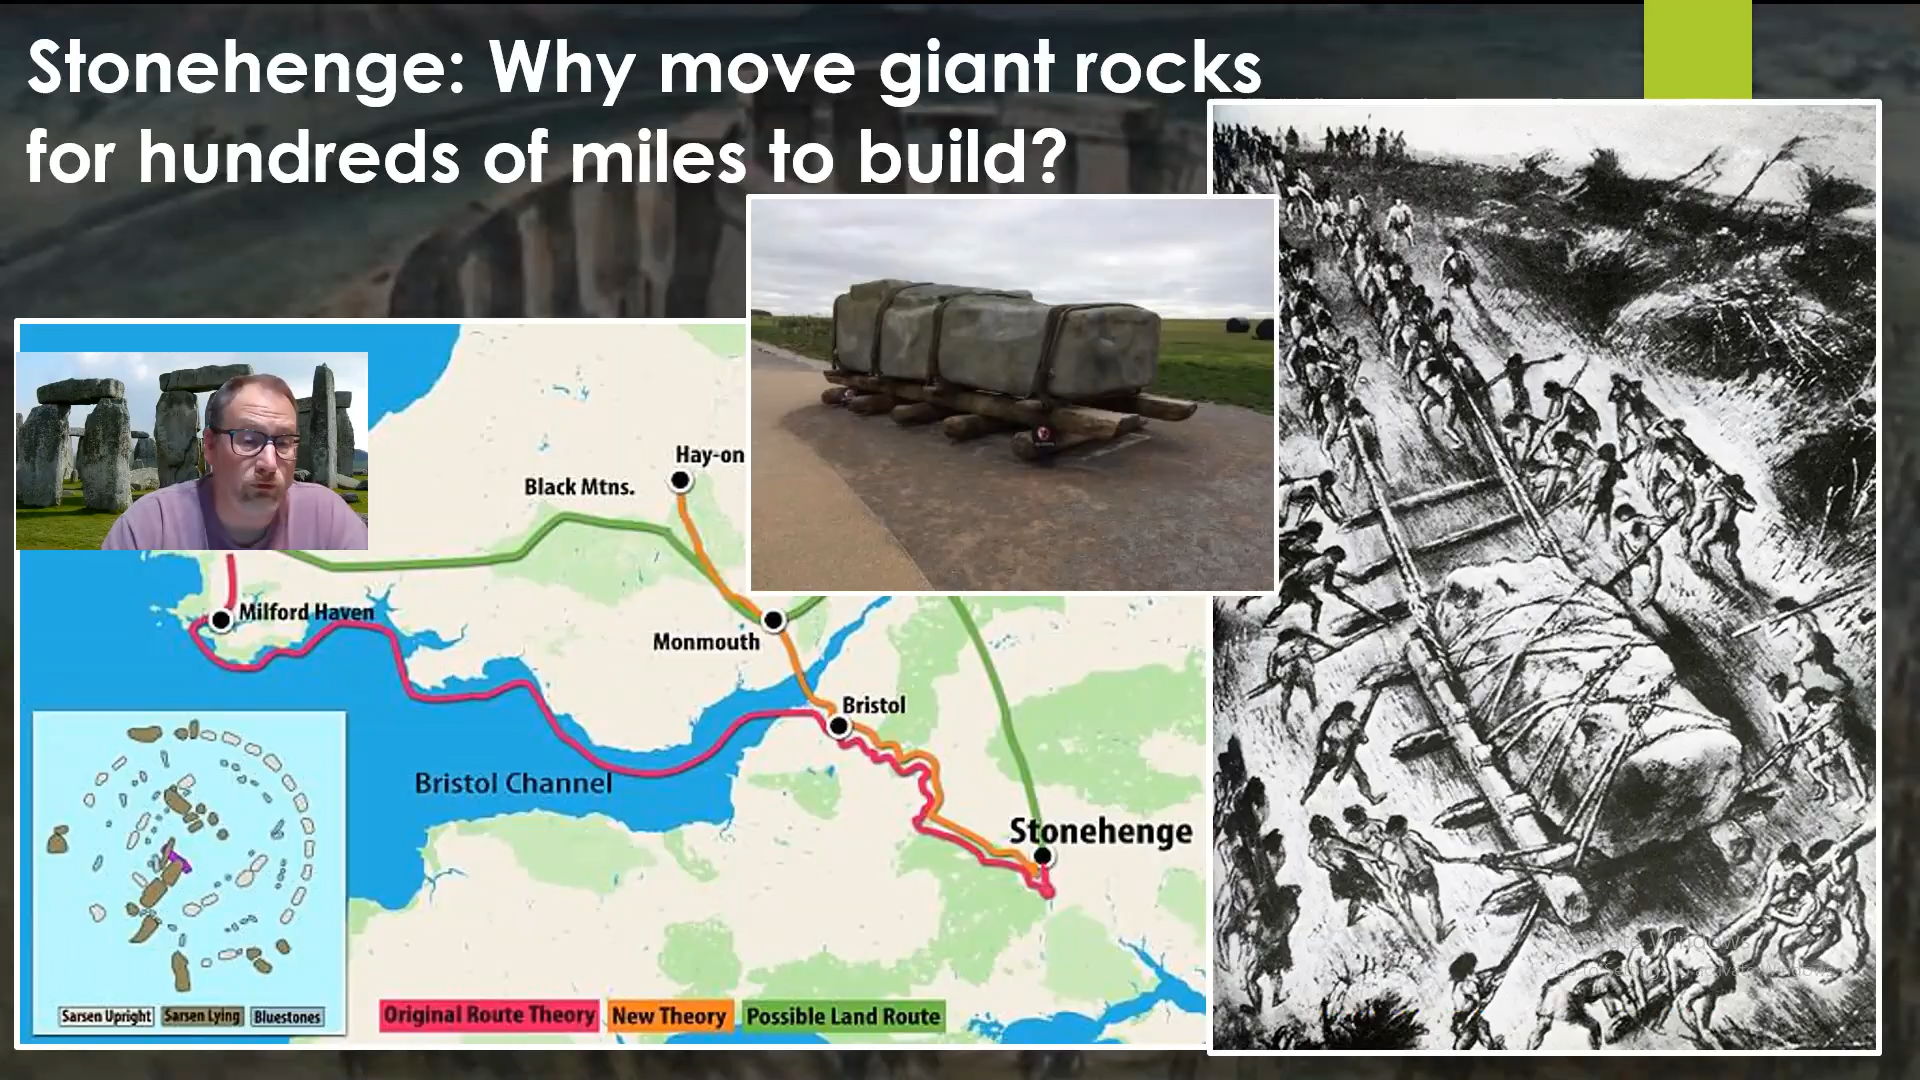 Stonehenge: Why move giant rocks
for hundreds of miles to build?
Hay-on
Black Mtns.
Milford Haven
Monmouth
Bristol
Bristol Channel
Stonehenge
Sarsen Upright
Sarsen Lying
Bluestones
Original Route Theory
New Theory
Possible Land Route